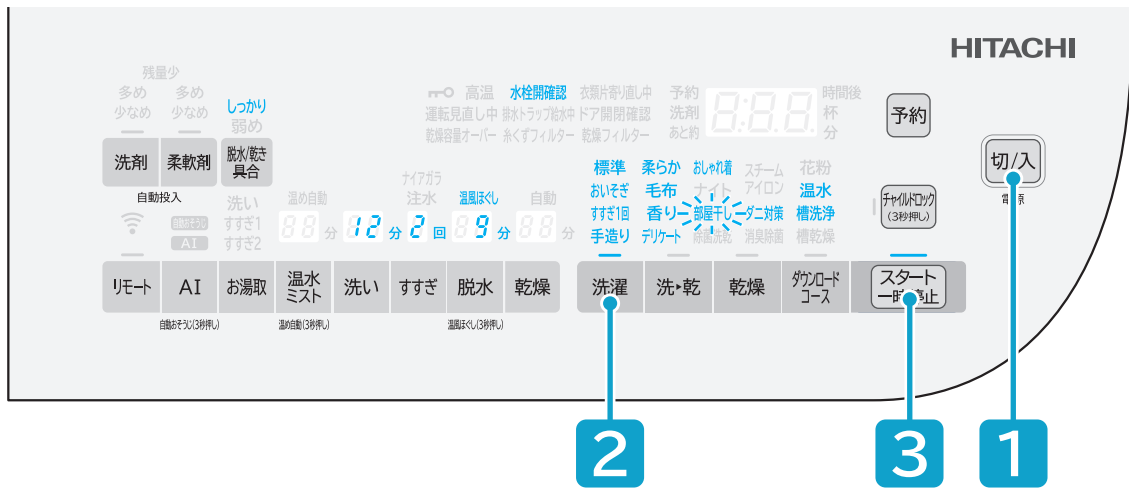 HITACHI
残量少
多め 多め
少なめ 少なめ しっかり
弱め
高温 水栓開確認 衣類片寄り直し中
運転見直し中 排水トラップ給水中 ドア開閉確認
乾燥容量オーバー 糸くずフィルター 乾燥フィルター
予約 8:88 時間後
洗剤 杯
あと約 分
予約
切/入
電源
洗剤 柔軟剤 脱水/乾き
具合
自動投入
標準 柔らか おしゃれ着 スチーム 花粉
おいそぎ 毛布 ナイト アイロン 温水
すすぎ1回 香り 部屋干し ダニ対策 槽洗浄
手造り デリケート 除菌洗乾 消臭除菌 槽乾燥
チャイルドロック
(3秒押し)
洗い
自動おそうじ すすぎ1
AI すすぎ2
温め自動 ナイアガラ
注水 温風ほぐし 自動
88 分 12 分 2 回 9 分 88 分
リモート AI お湯取 温水
ミスト 洗い すすぎ 脱水 乾燥
洗濯 洗▸乾 乾燥 ダウンロード
コース スタート
一時停止
自動おそうじ(3秒押し) 温め自動(3秒押し) 温風ほぐし(3秒押し)
2 3 1